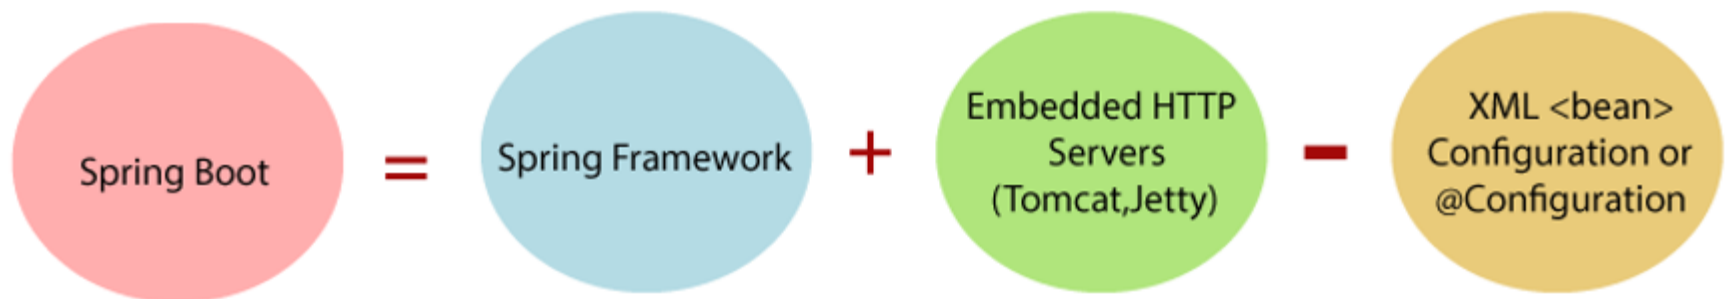 Spring Boot
=
Spring Framework
+
Embedded HTTP
Servers
(Tomcat,Jetty)
-
XML <bean>
Configuration or
@Configuration